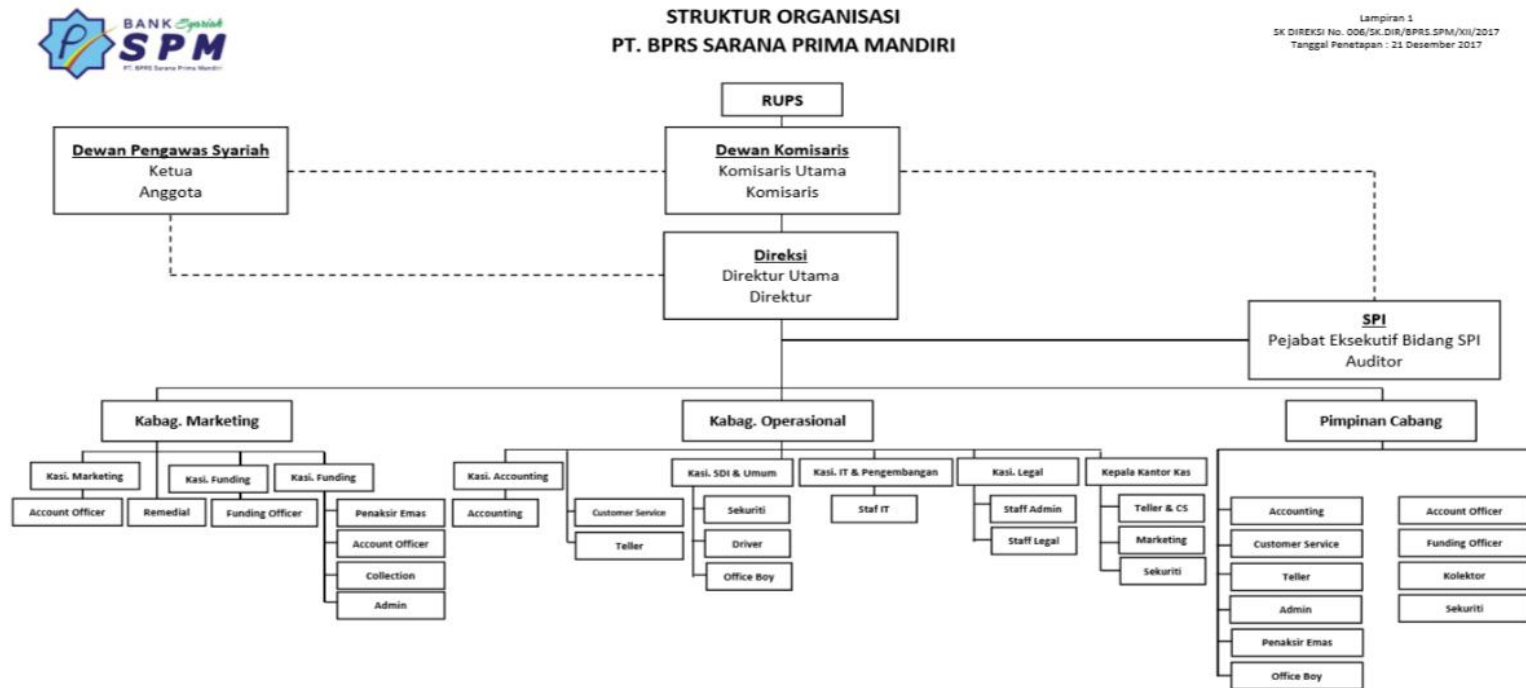 BANK Syariah
SPM
PT. BPRS Sarana Prima Mandiri
STRUKTUR ORGANISASI
PT. BPRS SARANA PRIMA MANDIRI
Lampiran 1
SK DIREKSI No. 006/SK.DIR/BPRS.SPM/XII/2017
Tanggal Penetapan : 21 Desember 2017
RUPS
Dewan Pengawas Syariah
Ketua
Anggota
Dewan Komisaris
Komisaris Utama
Komisaris
Direksi
Direktur Utama
Direktur
SPI
Pejabat Eksekutif Bidang SPI
Auditor
Kabag. Marketing
Kabag. Operasional
Pimpinan Cabang
Kasi. Marketing
Account Officer
Remedial
Kasi. Funding
Funding Officer
Kasi. Funding
Penaksir Emas
Account Officer
Collection
Admin
Kasi. Accounting
Accounting
Customer Service
Teller
Kasi. SDI & Umum
Sekuriti
Driver
Office Boy
Kasi. IT & Pengembangan
Staf IT
Kasi. Legal
Staff Admin
Staff Legal
Kepala Kantor Kas
Teller & CS
Marketing
Sekuriti
Accounting
Customer Service
Teller
Admin
Penaksir Emas
Office Boy
Account Officer
Funding Officer
Kolektor
Sekuriti